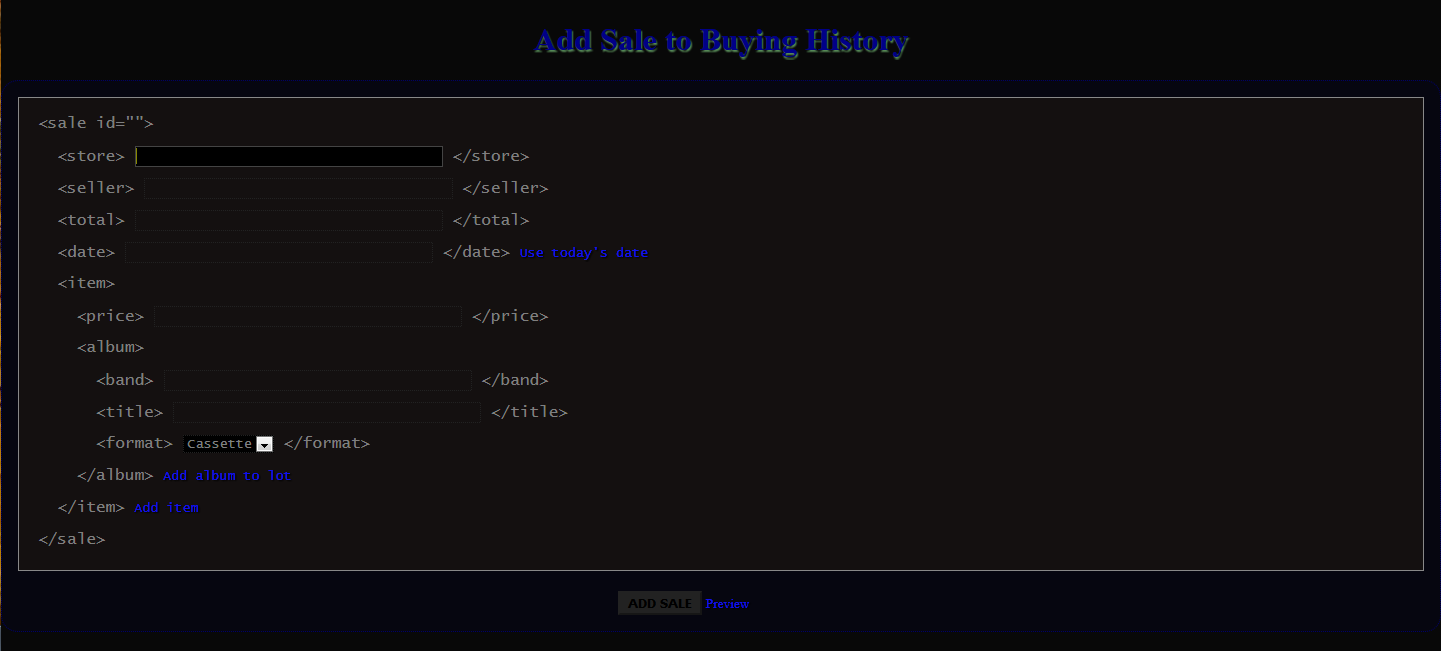 Add Sale to Buying History
<sale id="">
<store> </store>
<seller> </seller>
<total> </total>
<date> </date> Use today's date
<item>
<price> </price>
<album>
<band> </band>
<title> </title>
<format> Cassette </format>
</album> Add album to lot
</item> Add item
</sale>
ADD SALE Preview